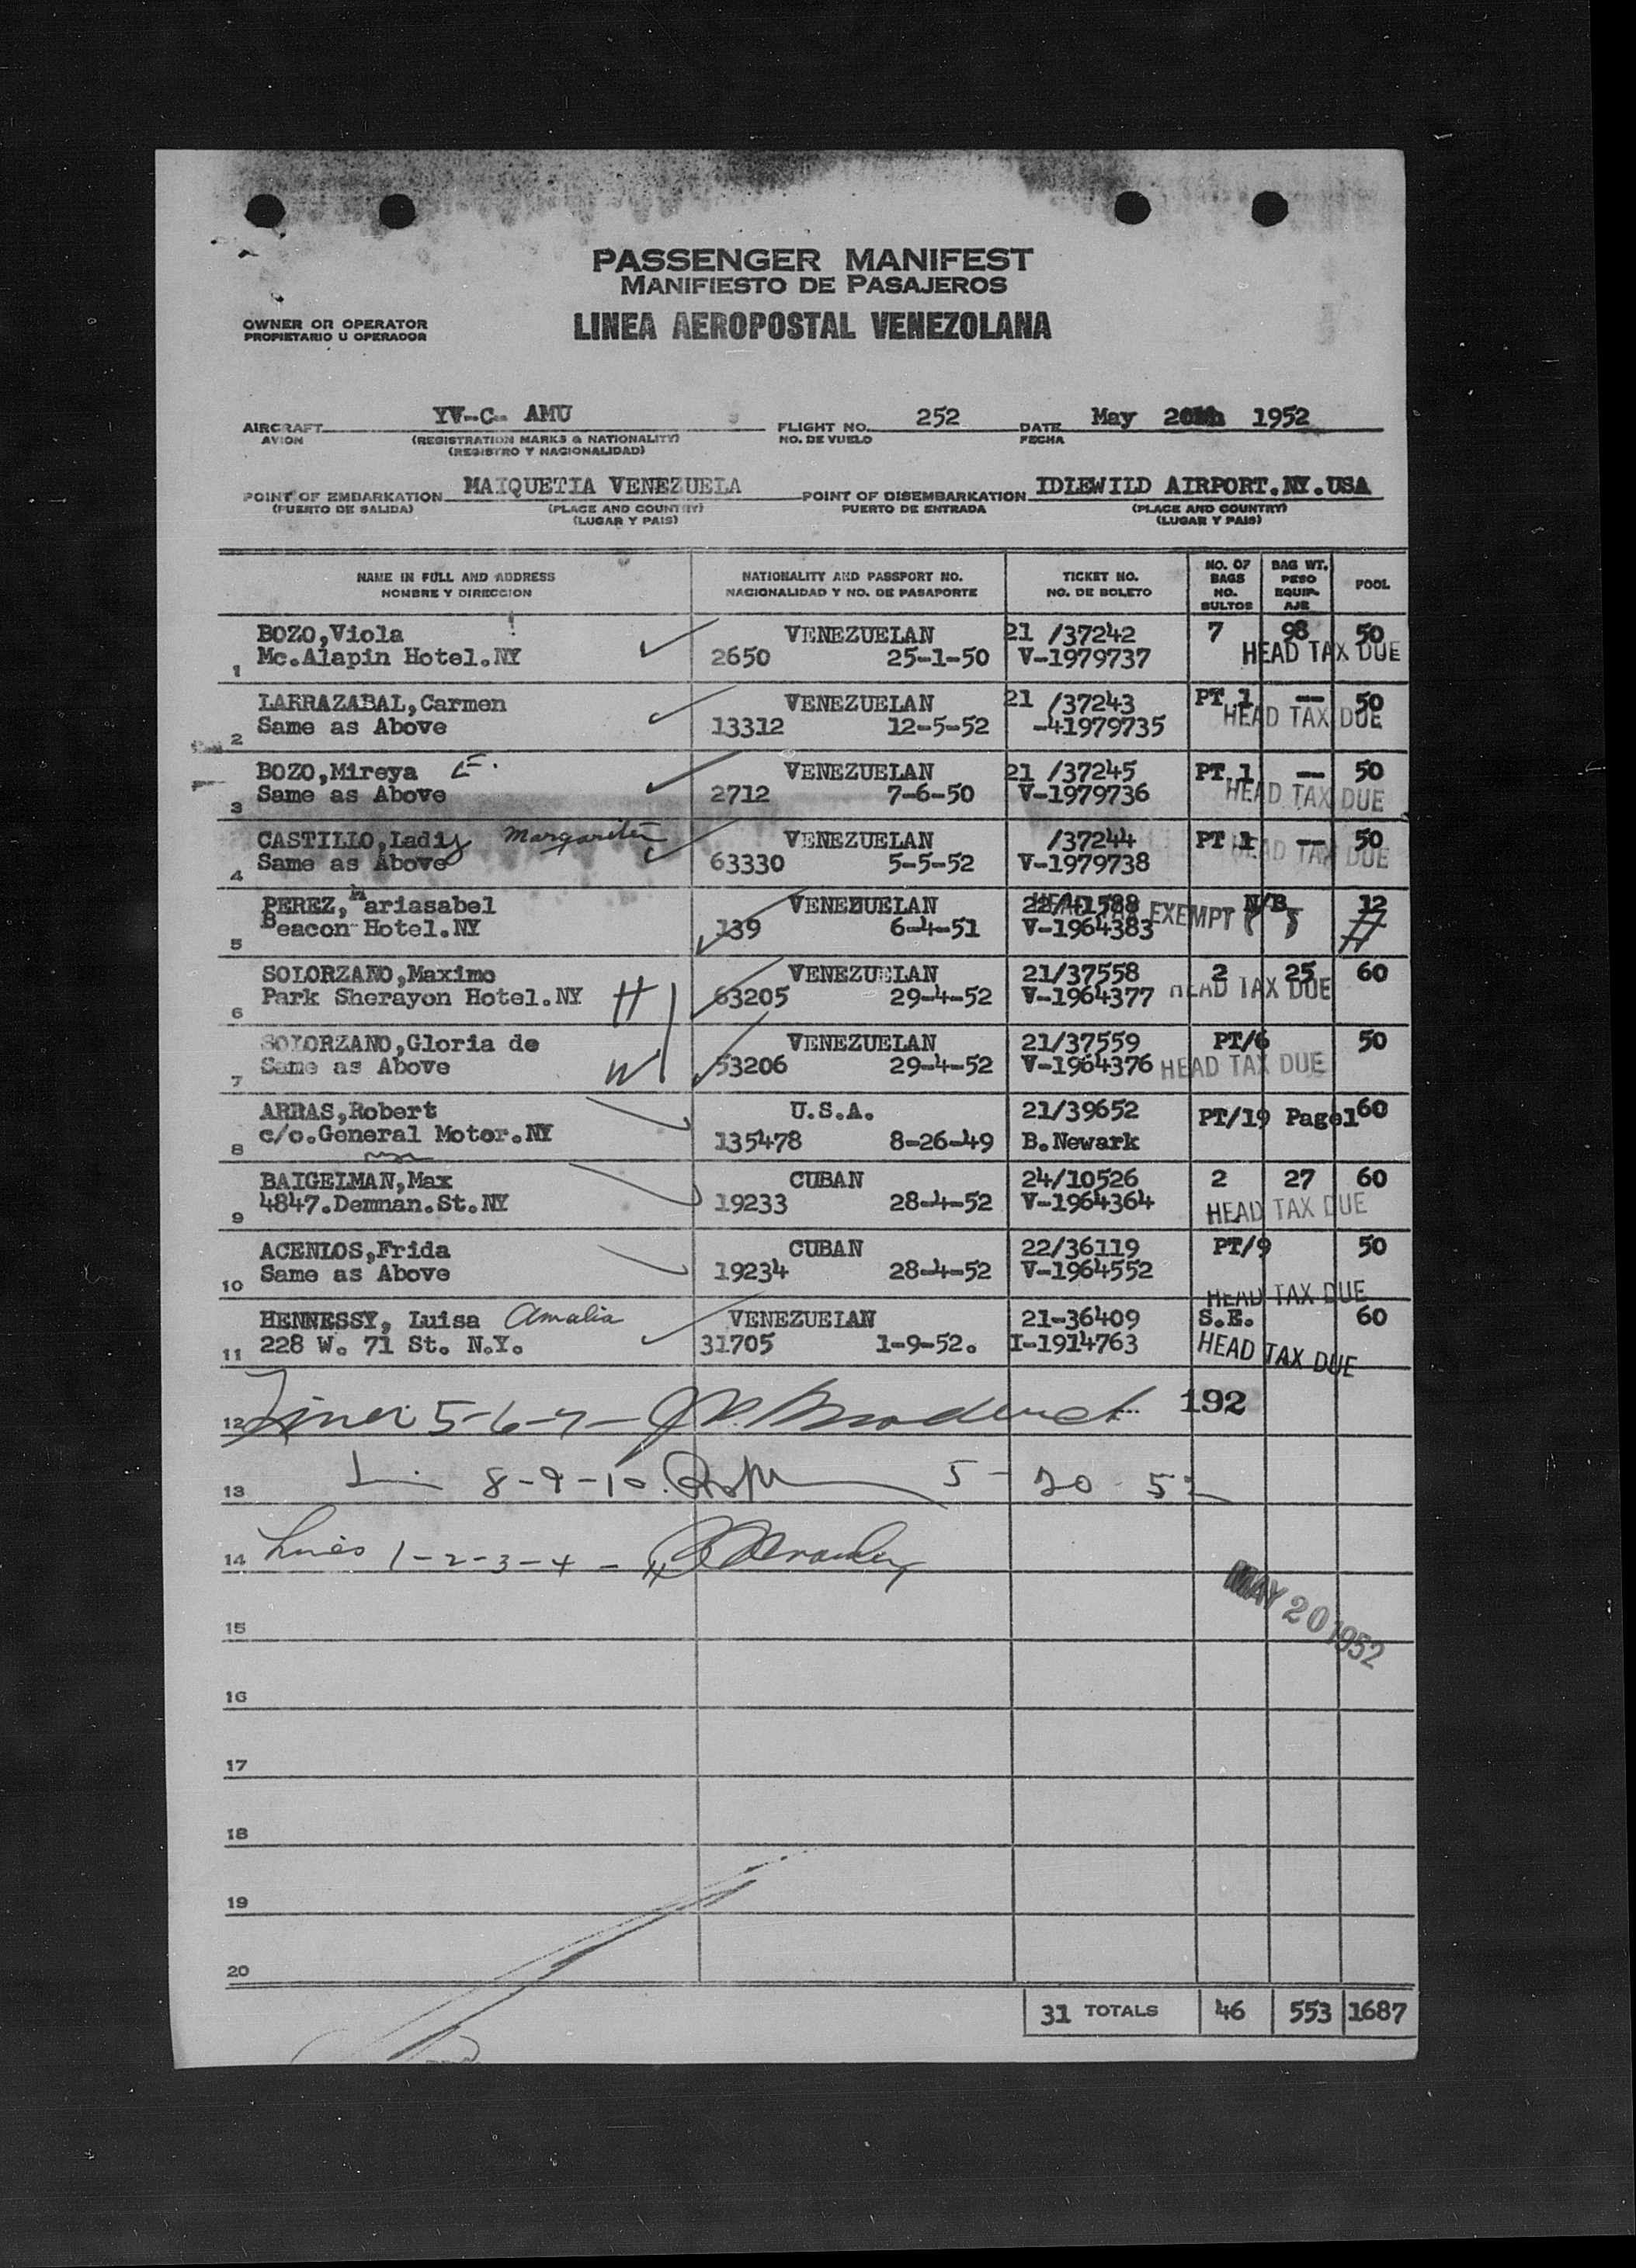 PASSENGER MANIFEST
MANIFIESTO DE PASAJEROS
OWNER OR OPERATOR
PROPIETARIO U OPERADOR
LINEA AEROPOSTAL VENEZOLANA
AIRCRAFT YV-C- AMU FLIGHT NO. 252 DATE May 20th 1952
AVION (REGISTRATION MARKS & NATIONALITY) NO. DE VUELO FECHA
(REGISTRO Y NACIONALIDAD)
POINT OF EMBARKATION MAIQUETIA VENEZUELA POINT OF DISEMBARKATION IDLEWILD AIRPORT.NY.USA
(PUERTO DE SALIDA) (PLACE AND COUNTRY) PUERTO DE ENTRADA (PLACE AND COUNTRY)
(LUGAR Y PAIS) (LUGAR Y PAIS)
NAME IN FULL AND ADDRESS NATIONALITY AND PASSPORT NO. TICKET NO. NO. OF BAGS BAG WT. POOL
NOMBRE Y DIRECCION NACIONALIDAD Y NO. DE PASAPORTE NO. DE BOLETO NO. BULTOS PESO EQUIPAJE
BOZO,Viola VENEZUELAN 21 /37242 7 98 50
1 Mc.Alapin Hotel.NY 2650 25-1-50 V-1979737 HEAD TAX DUE
LARRAZABAL,Carmen VENEZUELAN 21 /37243 PT.1 -- 50
2 Same as Above 13312 12-5-52 -41979735 HEAD TAX DUE
BOZO,Mireya E. VENEZUELAN 21 /37245 PT.1 -- 50
3 Same as Above 2712 7-6-50 V-1979736 HEAD TAX DUE
CASTILLO,Ladiy Margarita VENEZUELAN /37244 PT 1 -- 50
4 Same as Above 63330 5-5-52 V-1979738 HEAD TAX DUE
PEREZ,Mariasabel VENEZUELAN 22/41588 N/B 12
5 Beacon Hotel.NY 139 6-4-51 V-1964383 EXEMPT
SOLORZANO,Maximo VENEZUELAN 21/37558 2 25 60
6 Park Sherayon Hotel.NY H 63205 29-4-52 V-1964377 HEAD TAX DUE
SOLORZANO,Gloria de VENEZUELAN 21/37559 PT/6 50
7 Same as Above W 53206 29-4-52 V-1964376 HEAD TAX DUE
ARRAS,Robert U.S.A. 21/39652 PT/19 Page1 60
8 c/o.General Motor.NY 135478 8-26-49 B.Newark
BAIGELMAN,Max CUBAN 24/10526 2 27 60
9 4847.Demnan.St.NY 19233 28-4-52 V-1964364 HEAD TAX DUE
ACENLOS,Frida CUBAN 22/36119 PT/9 50
10 Same as Above 19234 28-4-52 V-1964552 HEAD TAX DUE
HENNESSY, Luisa Amalia VENEZUELAN 21-36409 S.E. 60
11 228 W. 71 St. N.Y. 31705 1-9-52. I-1914763 HEAD TAX DUE
12 Lines 5-6-7- 192
13 8-9-10. 5-20-52
14 Lines 1-2-3-4-
MAY 20 1952
15
16
17
18
19
20
31 TOTALS 46 553 1687